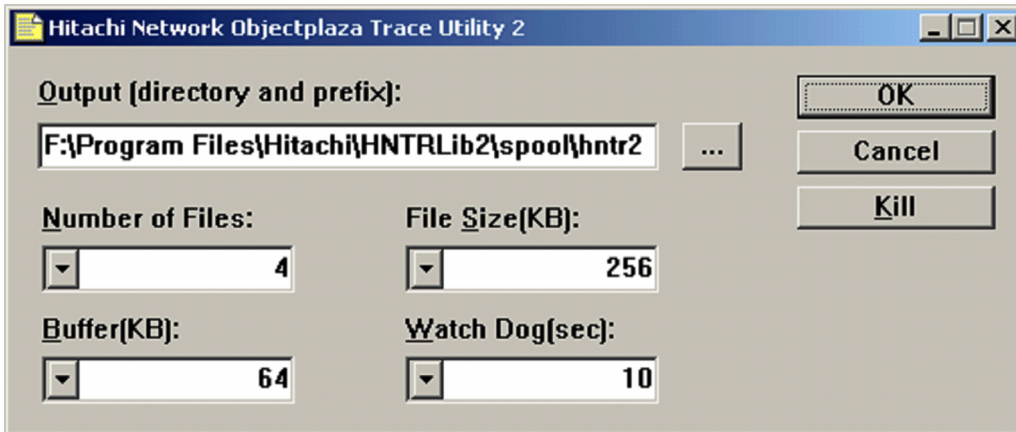 Hitachi Network Objectplaza Trace Utility 2
Output (directory and prefix):
F:\Program Files\Hitachi\HNTRLib2\spool\hntr2
...
OK
Cancel
Kill
Number of Files:
4
File Size(KB):
256
Buffer(KB):
64
Watch Dog(sec):
10